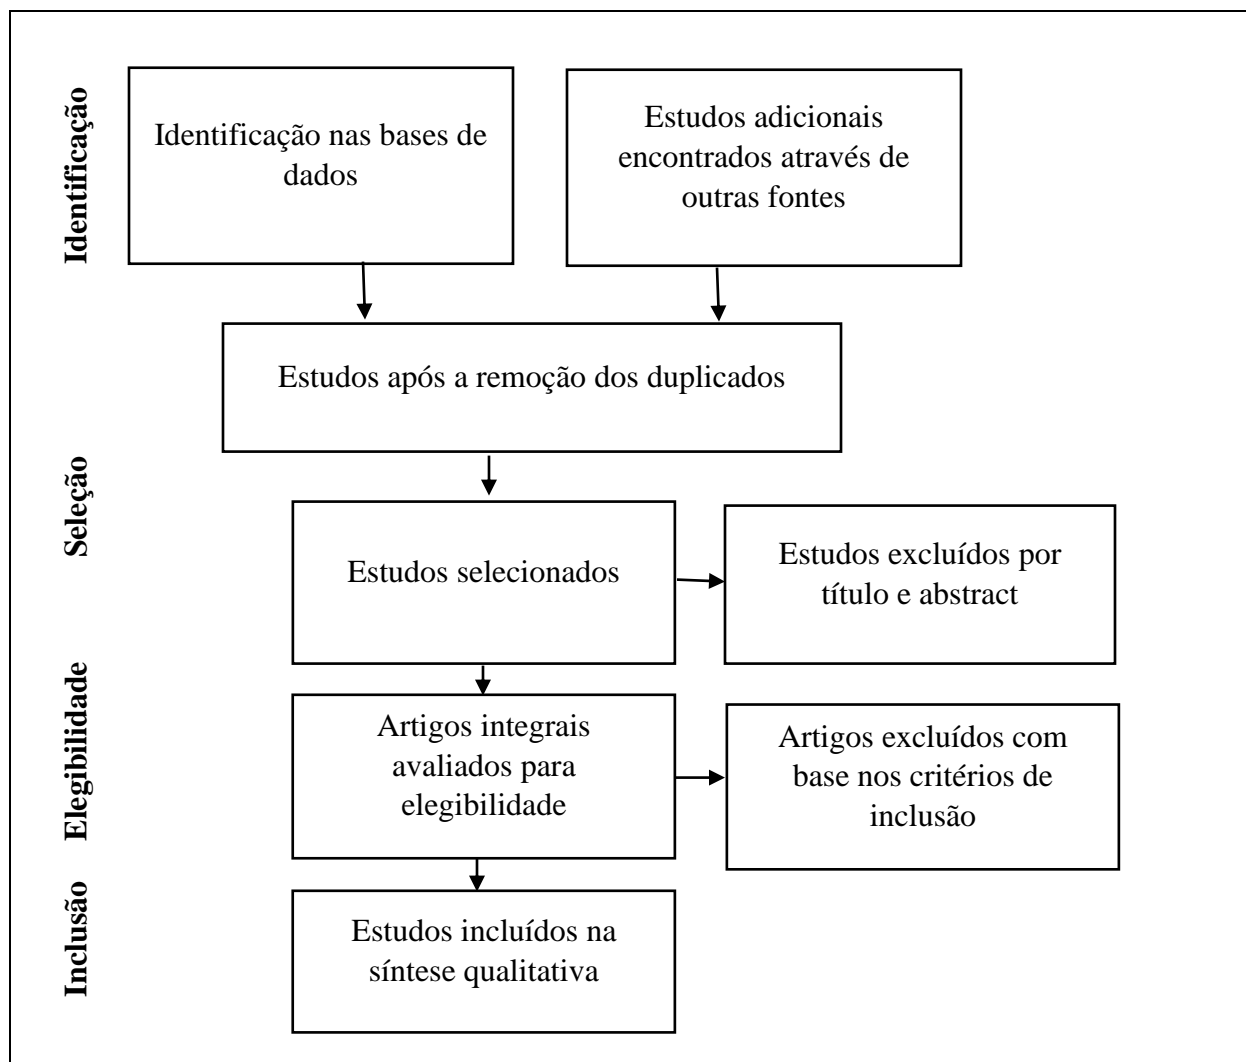 Identificação
Identificação nas bases de
dados
Estudos adicionais
encontrados através de
outras fontes
Estudos após a remoção dos duplicados
Seleção
Estudos selecionados
Estudos excluídos por
título e abstract
Elegibilidade
Artigos integrais
avaliados para
elegibilidade
Artigos excluídos com
base nos critérios de
inclusão
Inclusão
Estudos incluídos na
síntese qualitativa